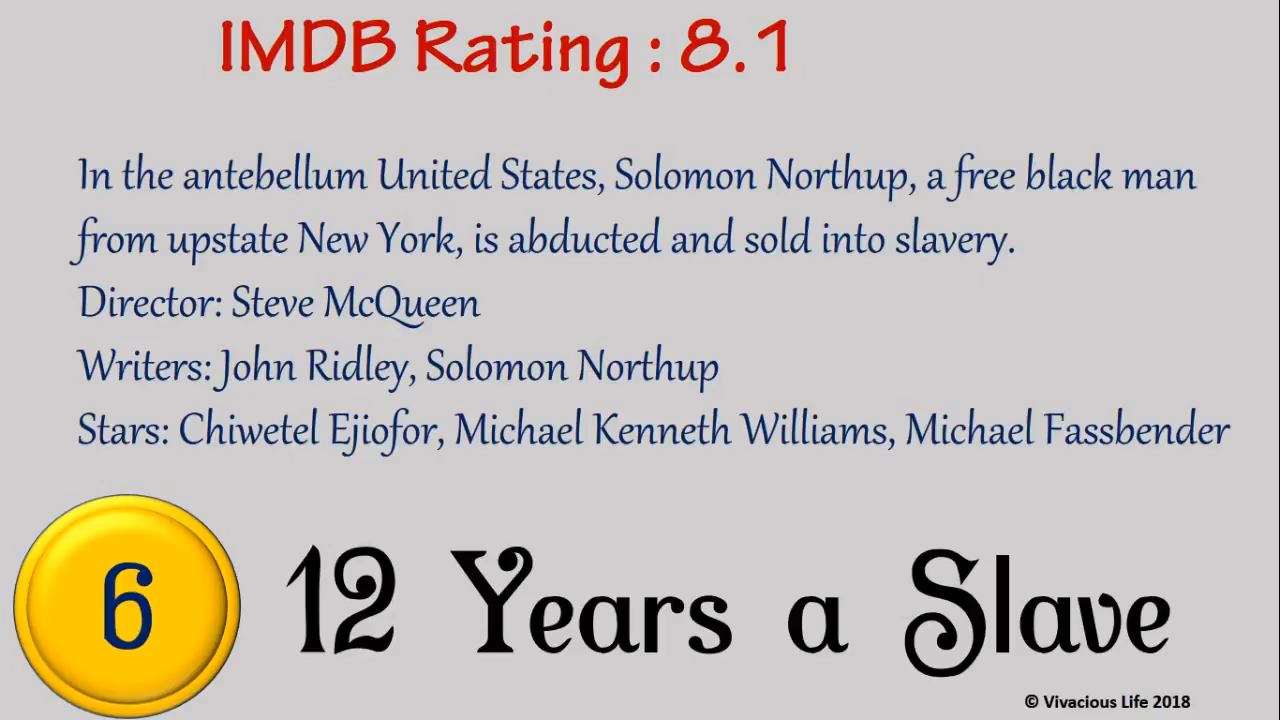 IMDB Rating : 8.1
In the antebellum United States, Solomon Northup, a free black man
from upstate New York, is abducted and sold into slavery.
Director: Steve McQueen
Writers: John Ridley, Solomon Northup
Stars: Chiwetel Ejiofor, Michael Kenneth Williams, Michael Fassbender
6
12 Years a Slave
© Vivacious Life 2018